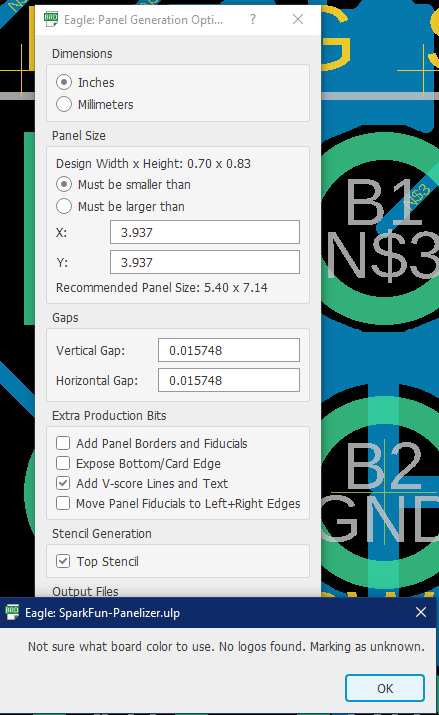 Eagle: Panel Generation Opti...
?
Dimensions
Inches
Millimeters
Panel Size
Design Width x Height: 0.70 x 0.83
Must be smaller than
Must be larger than
X: 3.937
Y: 3.937
Recommended Panel Size: 5.40 x 7.14
Gaps
Vertical Gap: 0.015748
Horizontal Gap: 0.015748
Extra Production Bits
Add Panel Borders and Fiducials
Expose Bottom/Card Edge
Add V-score Lines and Text
Move Panel Fiducials to Left+Right Edges
Stencil Generation
Top Stencil
Output Files
G S
B1
N$3
N$3
B2
GND
BRD
Eagle: SparkFun-Panelizer.ulp
BRD
Not sure what board color to use. No logos found. Marking as unknown.
OK